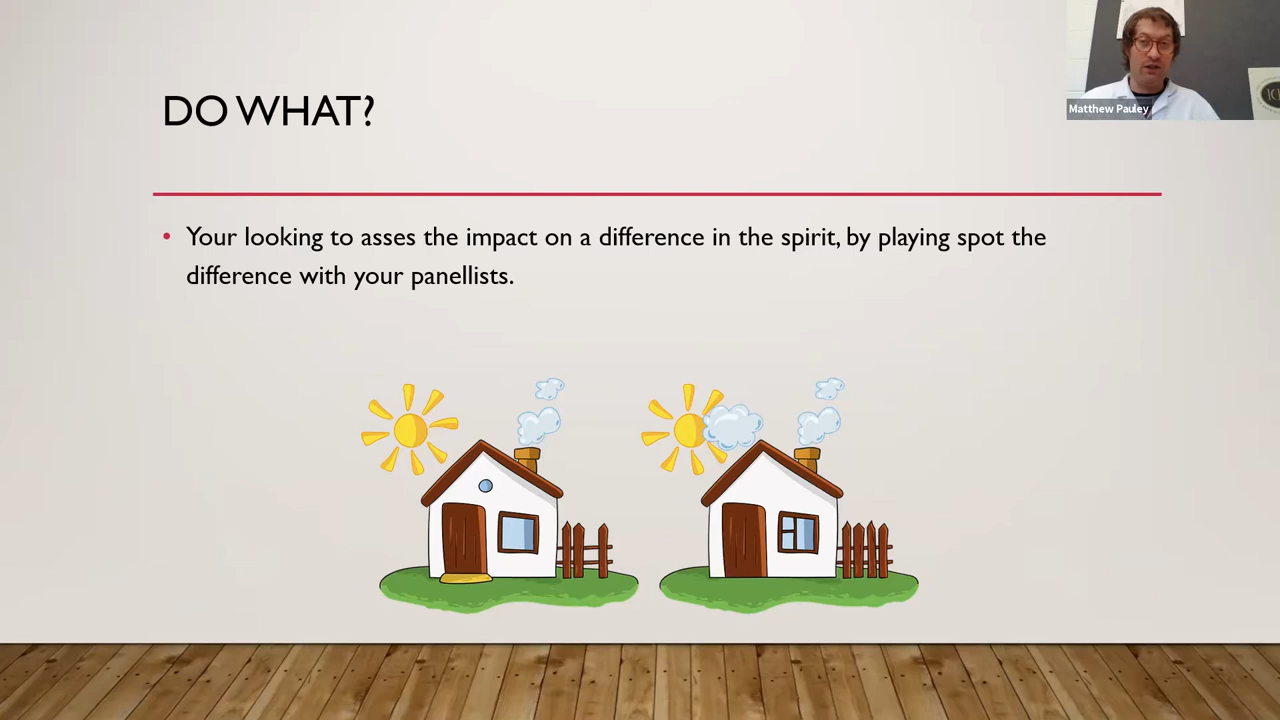 DO WHAT?
Matthew Pauley
• Your looking to asses the impact on a difference in the spirit, by playing spot the
difference with your panellists.